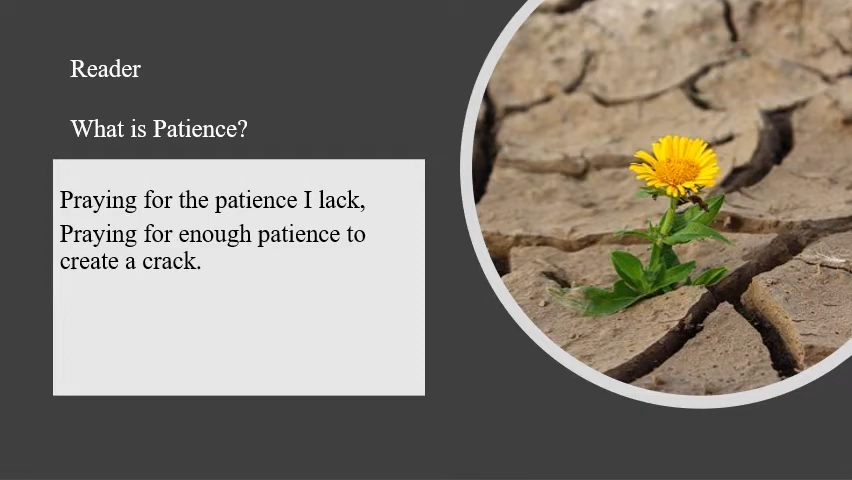 Reader
What is Patience?
Praying for the patience I lack,
Praying for enough patience to
create a crack.